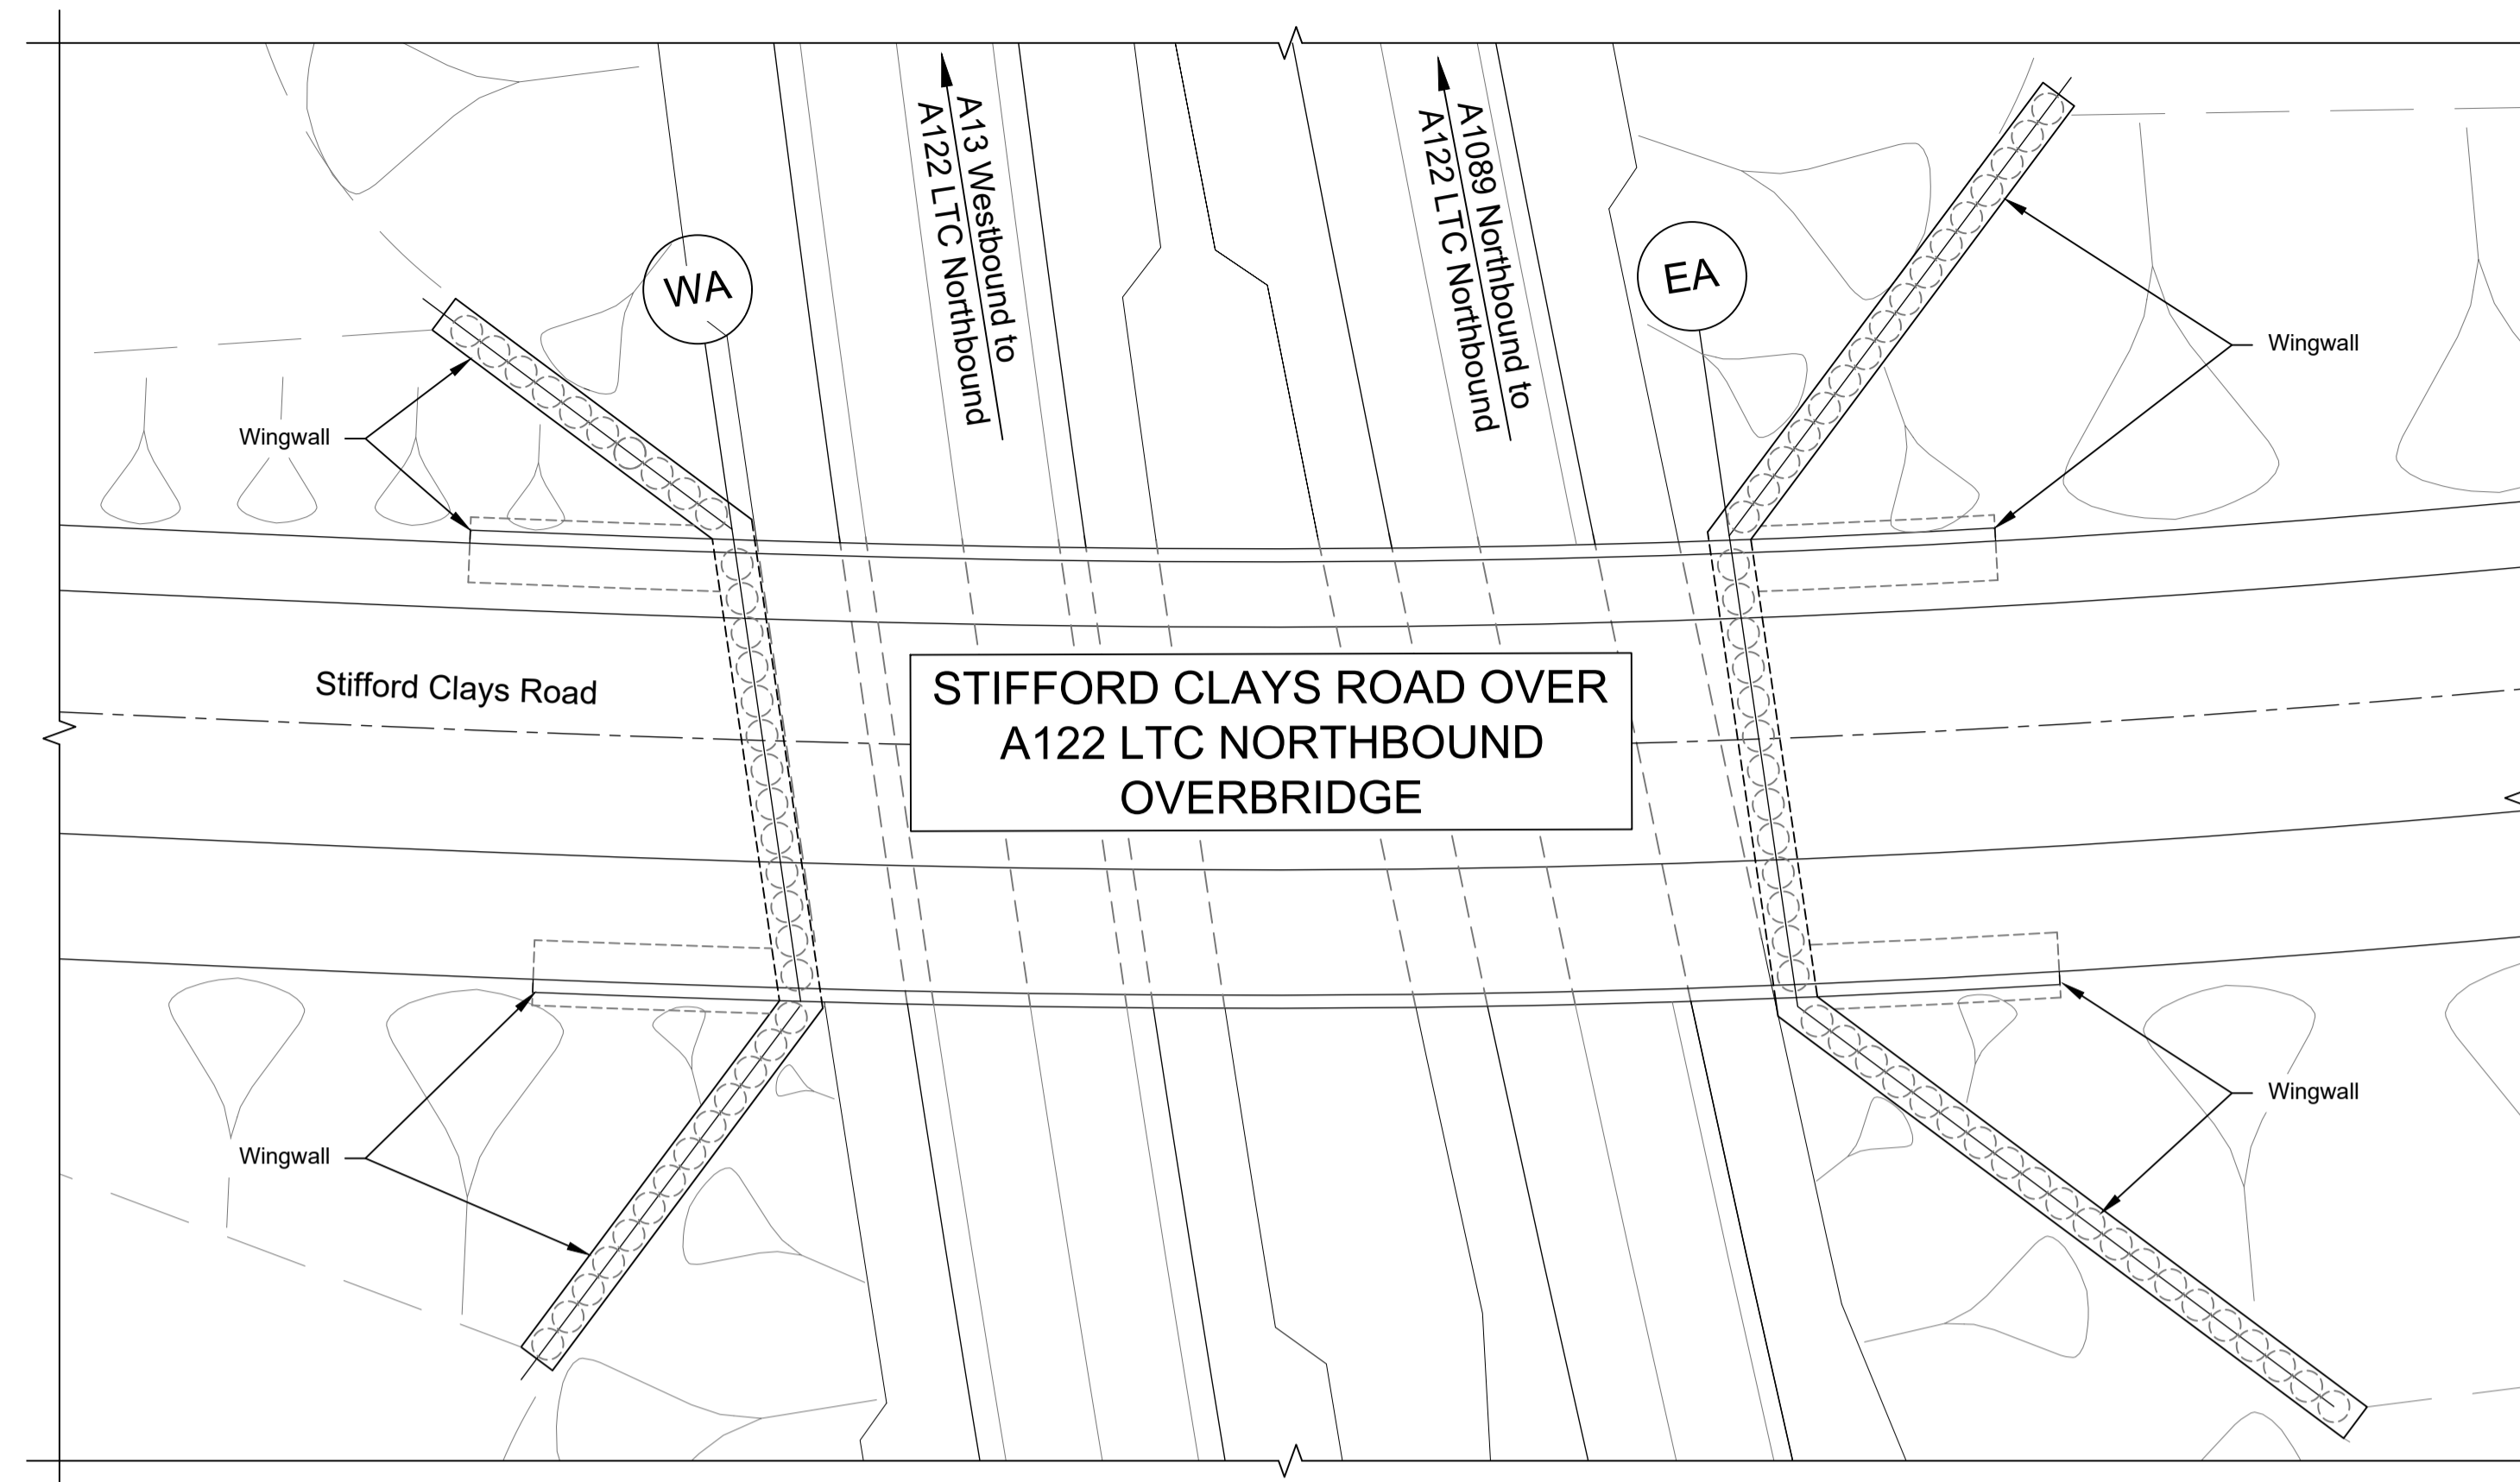 A13 Westbound to
A122 LTC Northbound
A1089 Northbound to
A122 LTC Northbound
WA
EA
Wingwall
Wingwall
Stifford Clays Road
STIFFORD CLAYS ROAD OVER
A122 LTC NORTHBOUND
OVERBRIDGE
Wingwall
Wingwall